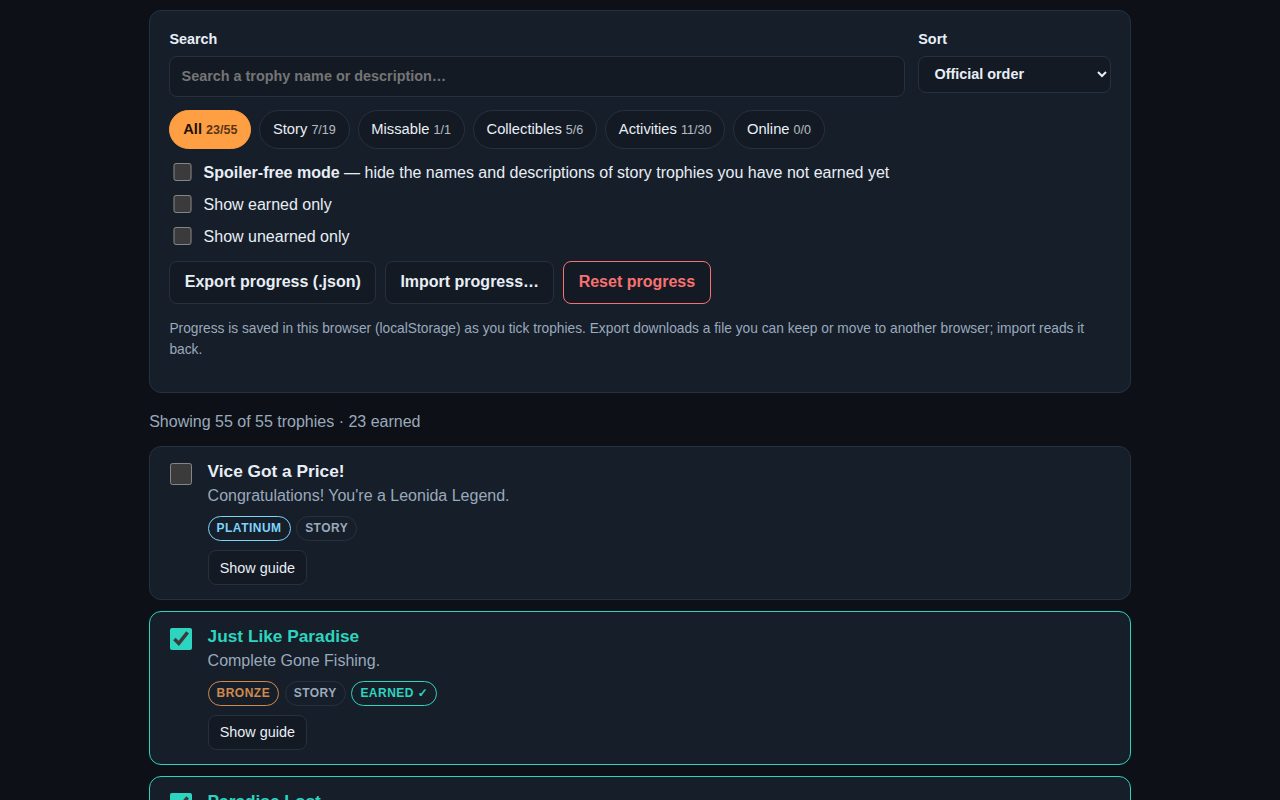 Search
Sort
Search a trophy name or description…
Official order
All 23/55
Story 7/19
Missable 1/1
Collectibles 5/6
Activities 11/30
Online 0/0
Spoiler-free mode — hide the names and descriptions of story trophies you have not earned yet
Show earned only
Show unearned only
Export progress (.json)
Import progress…
Reset progress
Progress is saved in this browser (localStorage) as you tick trophies. Export downloads a file you can keep or move to another browser; import reads it
back.
Showing 55 of 55 trophies · 23 earned
Vice Got a Price!
Congratulations! You're a Leonida Legend.
PLATINUM
STORY
Show guide
Just Like Paradise
Complete Gone Fishing.
BRONZE
STORY
EARNED ✓
Show guide
Paradise Lost